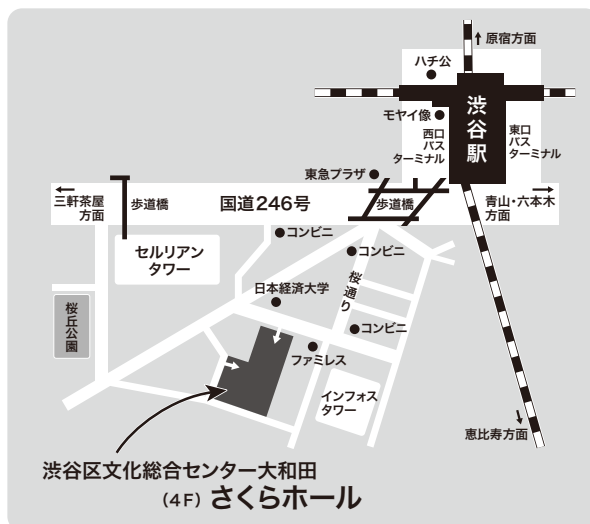 原宿方面
ハチ公
渋谷駅
モヤイ像
西口
バス
ターミナル
東口
バス
ターミナル
東急プラザ
三軒茶屋
方面
歩道橋
国道246号
歩道橋
青山・六本木
方面
コンビニ
セルリアン
タワー
コンビニ
桜通り
日本経済大学
桜丘公園
コンビニ
ファミレス
インフォス
タワー
恵比寿方面
渋谷区文化総合センター大和田
(4F) さくらホール